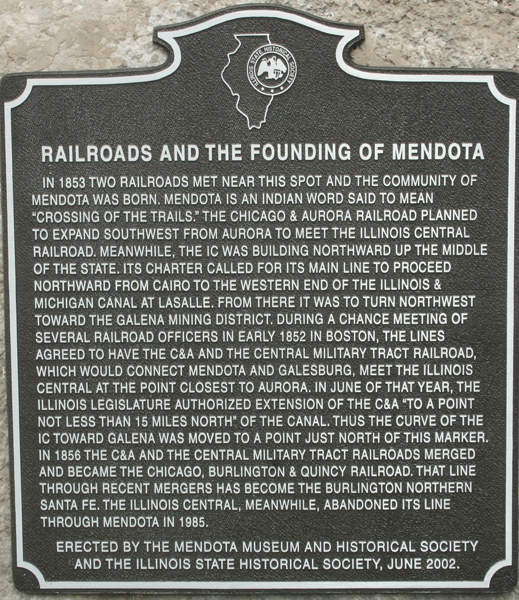 ILLINOIS STATE HISTORICAL SOCIETY
RAILROADS AND THE FOUNDING OF MENDOTA
IN 1853 TWO RAILROADS MET NEAR THIS SPOT AND THE COMMUNITY OF
MENDOTA WAS BORN. MENDOTA IS AN INDIAN WORD SAID TO MEAN
"CROSSING OF THE TRAILS." THE CHICAGO & AURORA RAILROAD PLANNED
TO EXPAND SOUTHWEST FROM AURORA TO MEET THE ILLINOIS CENTRAL
RAILROAD. MEANWHILE, THE IC WAS BUILDING NORTHWARD UP THE MIDDLE
OF THE STATE. ITS CHARTER CALLED FOR ITS MAIN LINE TO PROCEED
NORTHWARD FROM CAIRO TO THE WESTERN END OF THE ILLINOIS &
MICHIGAN CANAL AT LASALLE. FROM THERE IT WAS TO TURN NORTHWEST
TOWARD THE GALENA MINING DISTRICT. DURING A CHANCE MEETING OF
SEVERAL RAILROAD OFFICERS IN EARLY 1852 IN BOSTON, THE LINES
AGREED TO HAVE THE C&A AND THE CENTRAL MILITARY TRACT RAILROAD,
WHICH WOULD CONNECT MENDOTA AND GALESBURG, MEET THE ILLINOIS
CENTRAL AT THE POINT CLOSEST TO AURORA. IN JUNE OF THAT YEAR, THE
ILLINOIS LEGISLATURE AUTHORIZED EXTENSION OF THE C&A "TO A POINT
NOT LESS THAN 15 MILES NORTH" OF THE CANAL. THUS THE CURVE OF THE
IC TOWARD GALENA WAS MOVED TO A POINT JUST NORTH OF THIS MARKER.
IN 1856 THE C&A AND THE CENTRAL MILITARY TRACT RAILROADS MERGED
AND BECAME THE CHICAGO, BURLINGTON & QUINCY RAILROAD. THAT LINE
THROUGH RECENT MERGERS HAS BECOME THE BURLINGTON NORTHERN
SANTA FE. THE ILLINOIS CENTRAL, MEANWHILE, ABANDONED ITS LINE
THROUGH MENDOTA IN 1985.
ERECTED BY THE MENDOTA MUSEUM AND HISTORICAL SOCIETY
AND THE ILLINOIS STATE HISTORICAL SOCIETY, JUNE 2002.